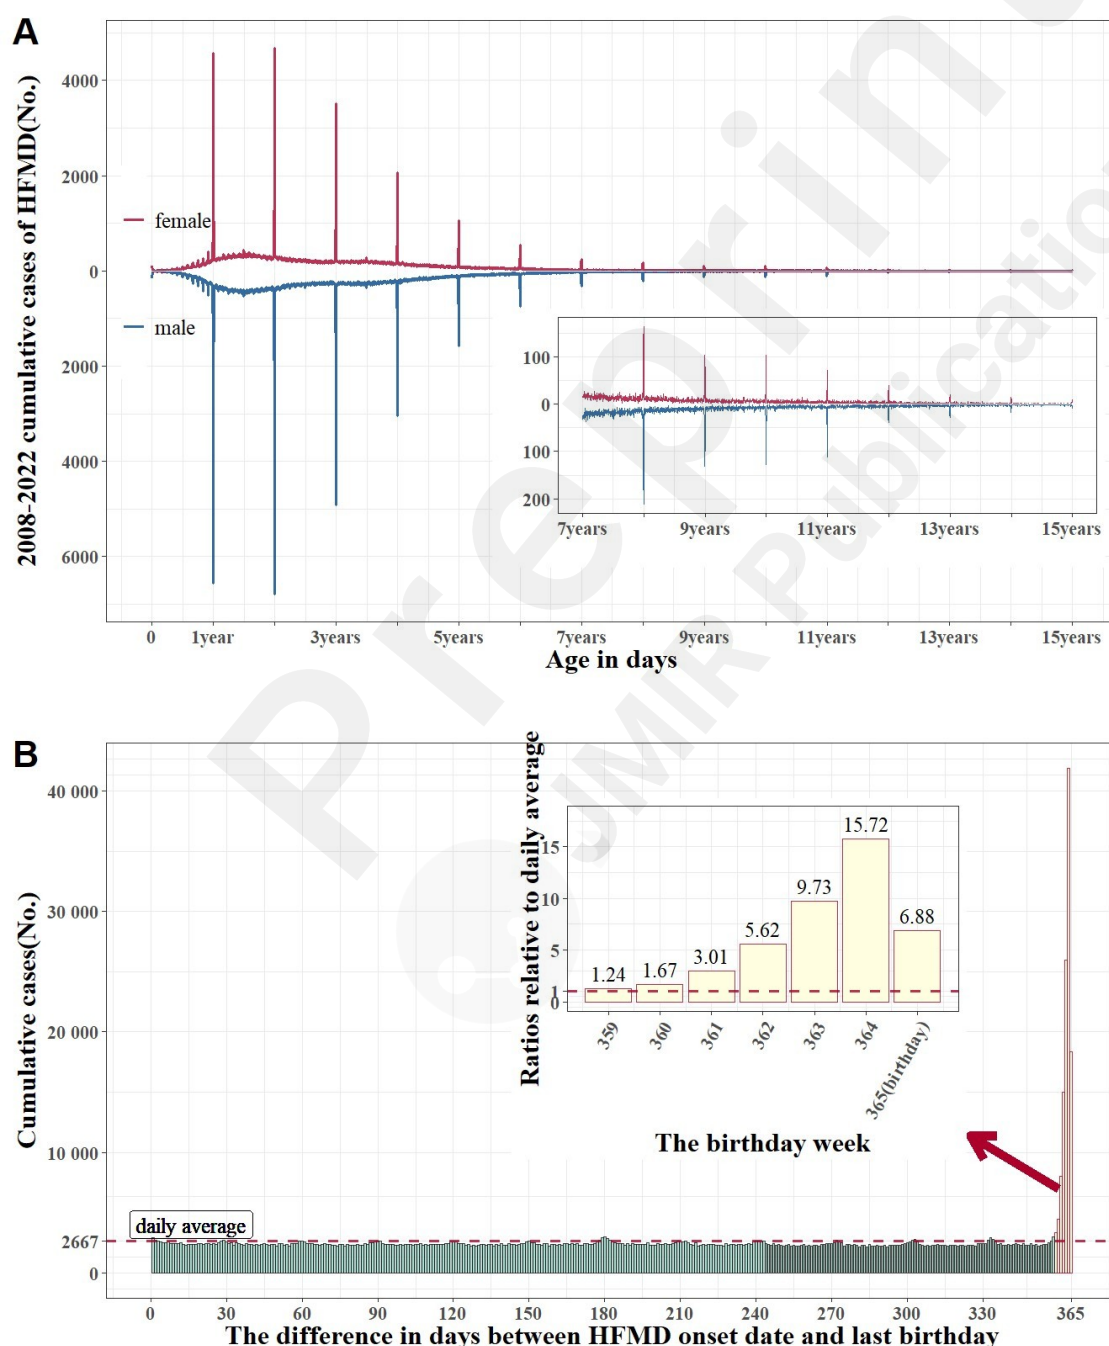 A
2008-2022 cumulative cases of HFMD(No.)
4000
2000
0
2000
4000
6000
female
male
100
0
100
200
7years
9years
11years
13years
15years
0
1year
3years
5years
7years
9years
11years
13years
15years
Age in days
Preprint
JMIR Publications
B
Cumulative cases(No.)
40 000
30 000
20 000
10 000
2667
0
daily average
Ratios relative to daily average
15
10
5
1
0
1.24
1.67
3.01
5.62
9.73
15.72
6.88
359
360
361
362
363
364
365(birthday)
The birthday week
0
30
60
90
120
150
180
210
240
270
300
330
365
The difference in days between HFMD onset date and last birthday